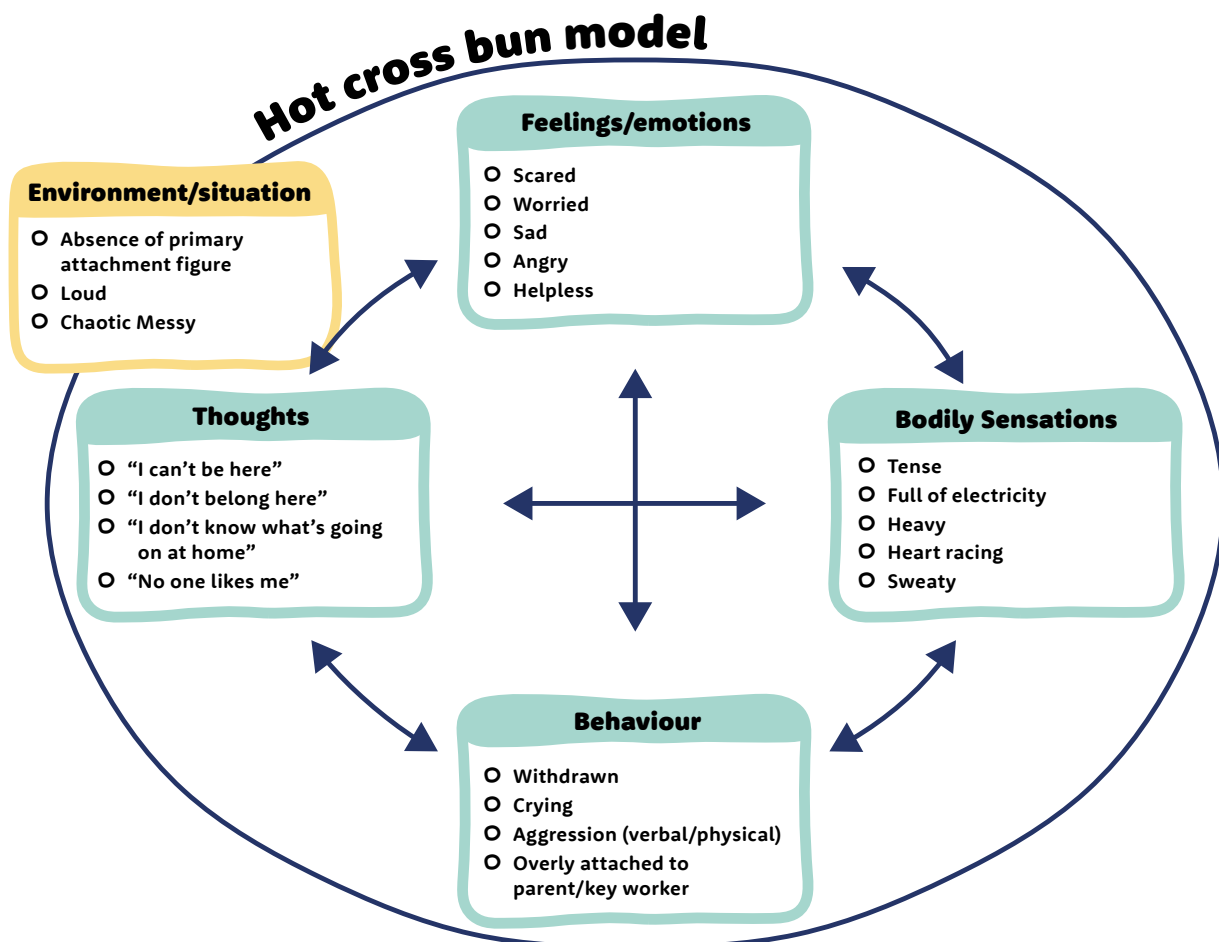 Hot cross bun model
Feelings/emotions
Scared
Worried
Sad
Angry
Helpless
Environment/situation
Absence of primary
attachment figure
Loud
Chaotic Messy
Thoughts
“I can’t be here”
“I don’t belong here”
“I don’t know what’s going
on at home”
“No one likes me”
Bodily Sensations
Tense
Full of electricity
Heavy
Heart racing
Sweaty
Behaviour
Withdrawn
Crying
Aggression (verbal/physical)
Overly attached to
parent/key worker